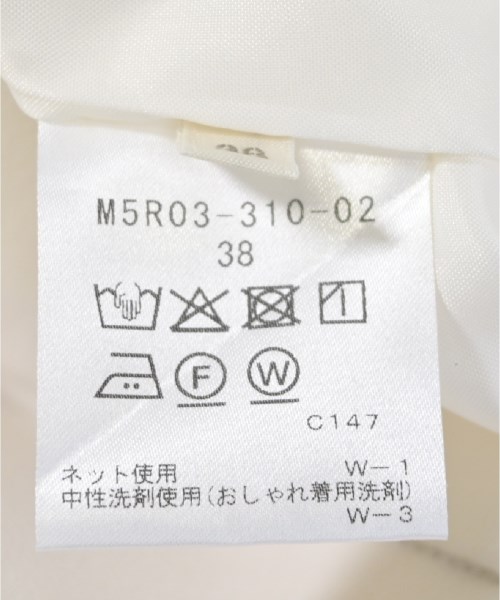 M5R03-310-02
38
F W
C147
ネット使用 W-1
中性洗剤使用(おしゃれ着用洗剤)
W-3